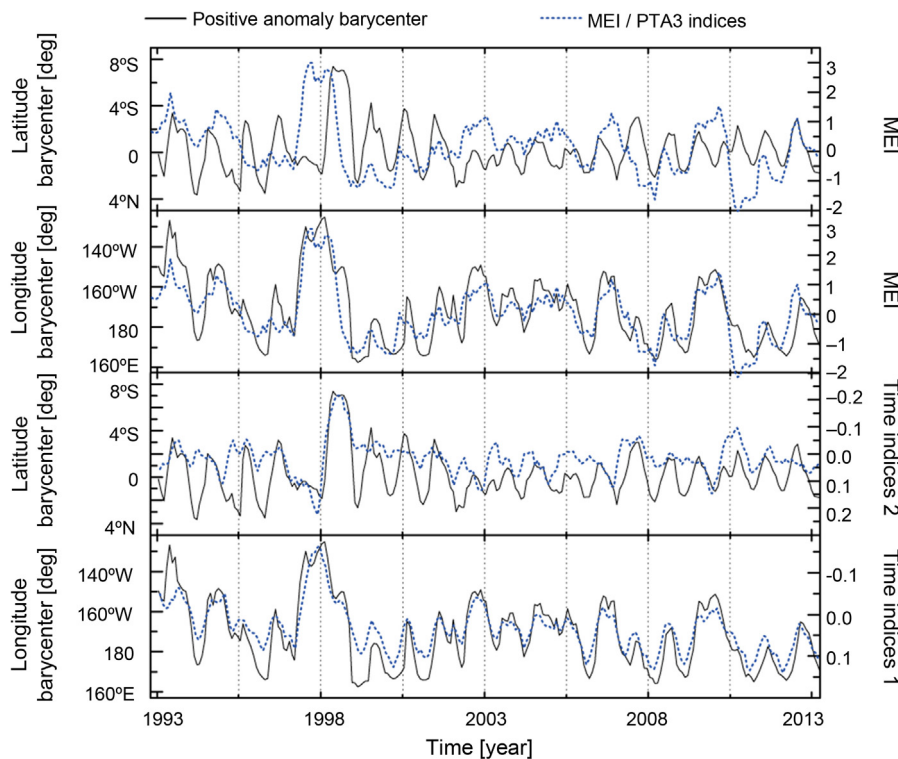 Positive anomaly barycenter
MEI / PTA3 indices
Latitude
barycenter [deg]
8ºS
4ºS
0
4ºN
3
2
1
0
−1
−2
MEI
Longitude
barycenter [deg]
140ºW
160ºW
180
160ºE
3
2
1
0
−1
−2
MEI
Latitude
barycenter [deg]
8ºS
4ºS
0
4ºN
−0.2
−0.1
0.0
0.1
0.2
Time indices 2
Longitude
barycenter [deg]
140ºW
160ºW
180
160ºE
-0.1
0.0
0.1
Time indices 1
1993
1998
2003
2008
2013
Time [year]